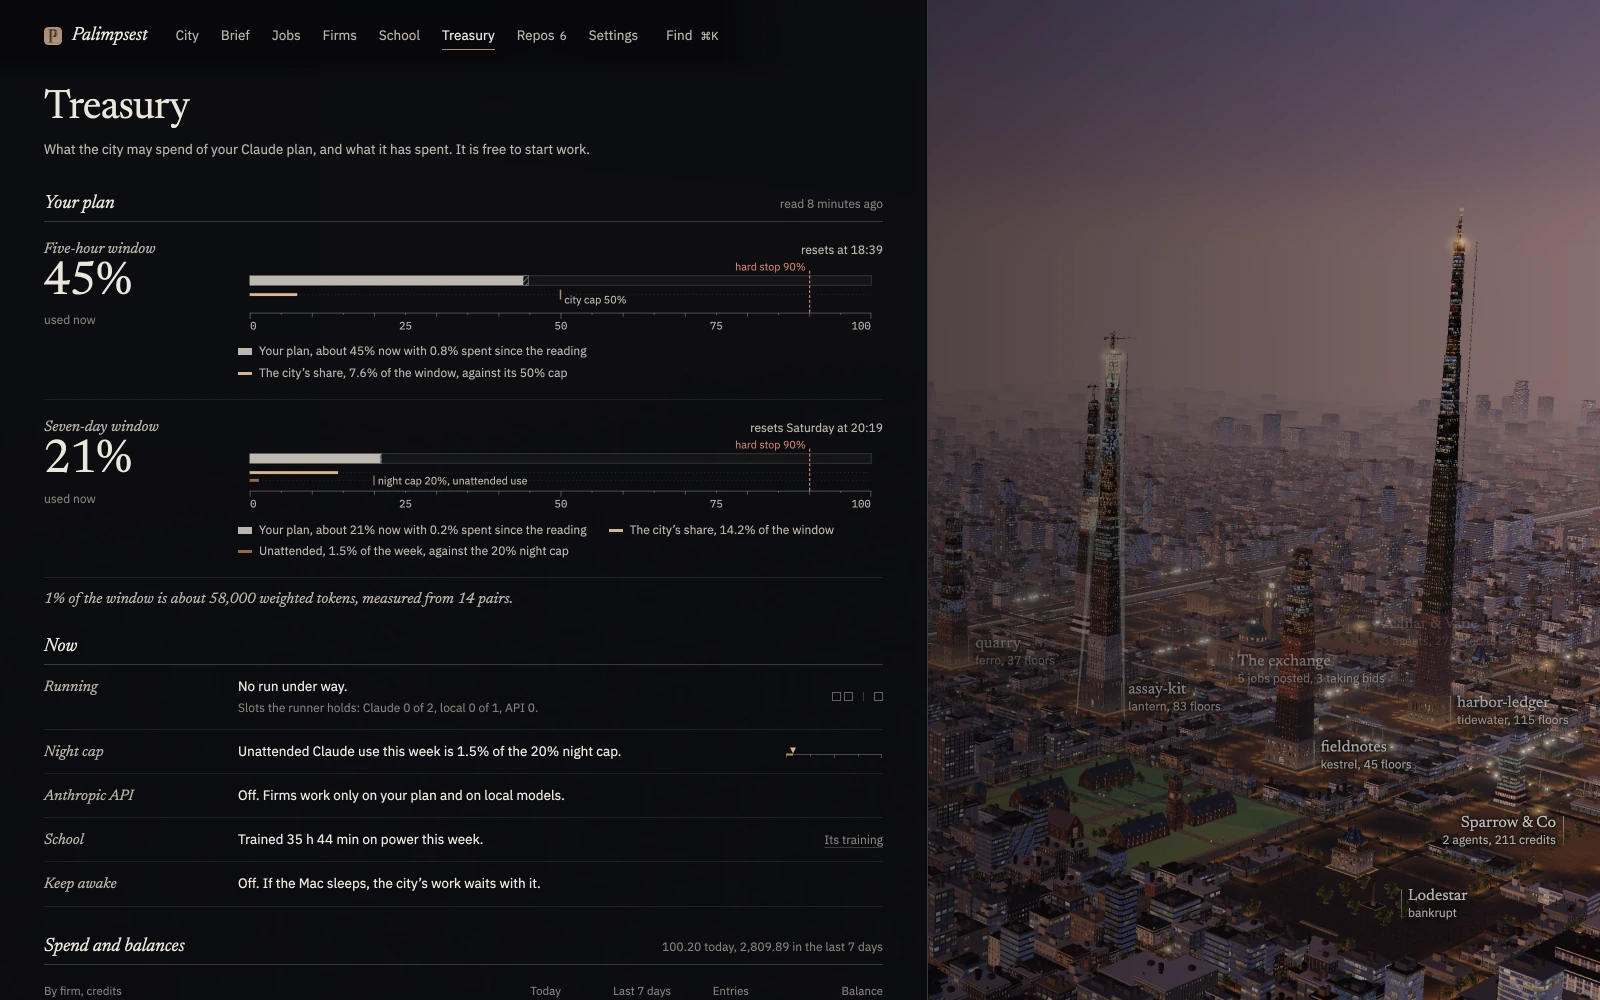 P Palimpsest City Brief Jobs Firms School Treasury Repos 6 Settings Find ⌘K
Treasury
What the city may spend of your Claude plan, and what it has spent. It is free to start work.
Your plan
read 8 minutes ago
Five-hour window
45%
used now
resets at 18:39
hard stop 90%
city cap 50%
0 25 50 75 100
Your plan, about 45% now with 0.8% spent since the reading
The city’s share, 7.6% of the window, against its 50% cap
Seven-day window
21%
used now
resets Saturday at 20:19
hard stop 90%
night cap 20%, unattended use
0 25 50 75 100
Your plan, about 21% now with 0.2% spent since the reading
The city’s share, 14.2% of the window
Unattended, 1.5% of the week, against the 20% night cap
1% of the window is about 58,000 weighted tokens, measured from 14 pairs.
Now
Running
No run under way.
Slots the runner holds: Claude 0 of 2, local 0 of 1, API 0.
Night cap
Unattended Claude use this week is 1.5% of the 20% night cap.
Anthropic API
Off. Firms work only on your plan and on local models.
School
Trained 35 h 44 min on power this week.
Its training
Keep awake
Off. If the Mac sleeps, the city’s work waits with it.
Spend and balances
100.20 today, 2,809.89 in the last 7 days
By firm, credits
Today
Last 7 days
Entries
Balance
& Vane
quarry
ferro, 37 floors
The exchange
5 jobs posted, 3 taking bids
assay-kit
lantern, 83 floors
harbor-ledger
tidewater, 115 floors
fieldnotes
kestrel, 45 floors
Sparrow & Co
2 agents, 211 credits
Lodestar
bankrupt